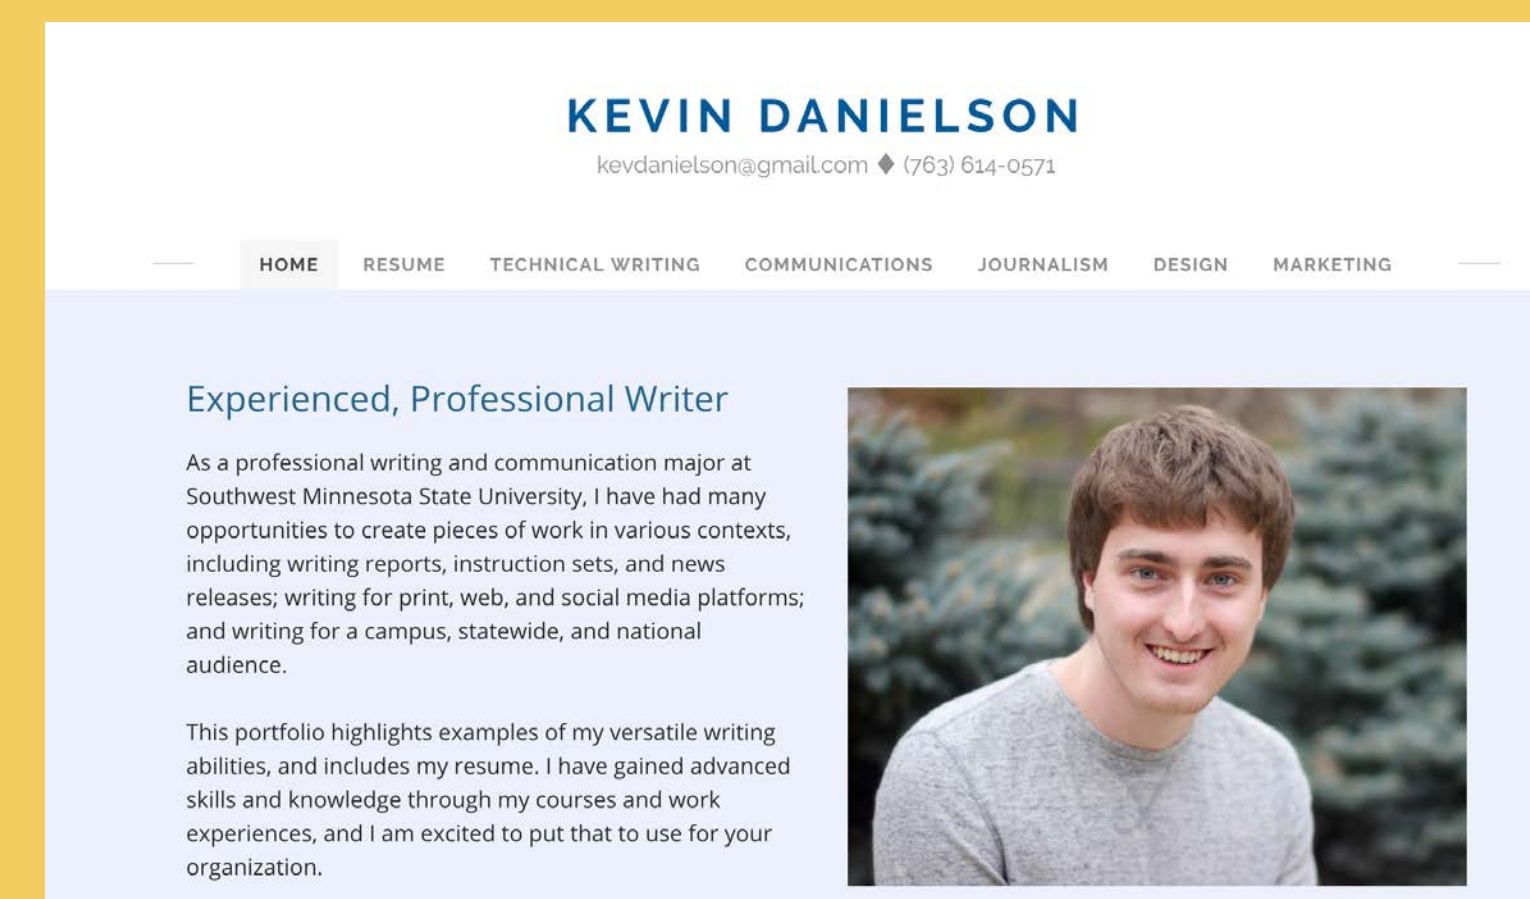 KEVIN DANIELSON
kevdanielson@gmail.com ♦ (763) 614-0571
HOME RESUME TECHNICAL WRITING COMMUNICATIONS JOURNALISM DESIGN MARKETING
Experienced, Professional Writer
As a professional writing and communication major at
Southwest Minnesota State University, I have had many
opportunities to create pieces of work in various contexts,
including writing reports, instruction sets, and news
releases; writing for print, web, and social media platforms;
and writing for a campus, statewide, and national
audience.
This portfolio highlights examples of my versatile writing
abilities, and includes my resume. I have gained advanced
skills and knowledge through my courses and work
experiences, and I am excited to put that to use for your
organization.